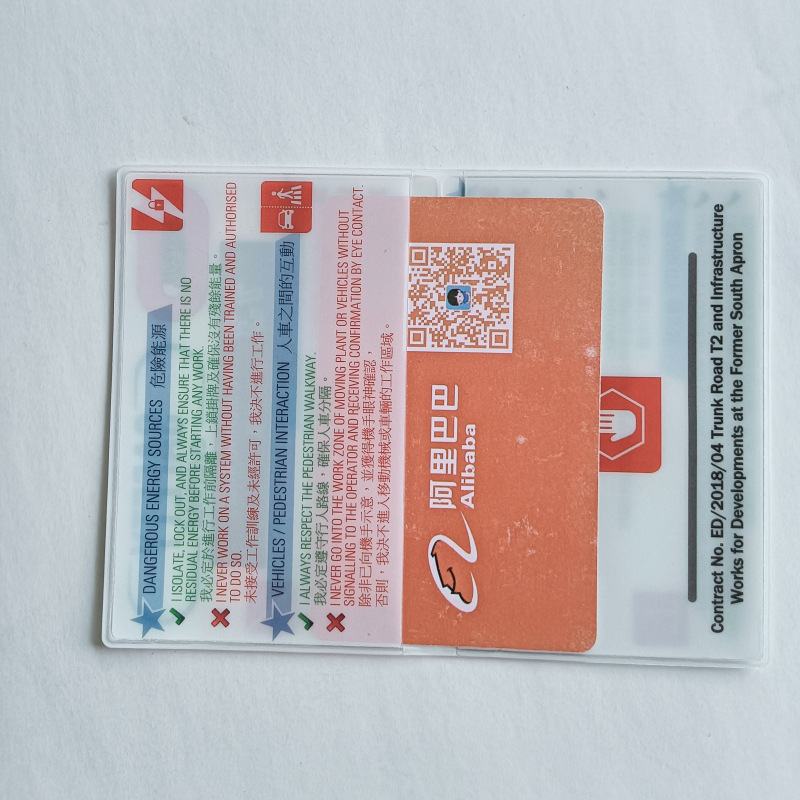 DANGEROUS ENERGY SOURCES 危險能源
I ISOLATE, LOCK OUT, AND ALWAYS ENSURE THAT THERE IS NO
RESIDUAL ENERGY BEFORE STARTING ANY WORK.
我必定於進行工作前隔離，上鎖掛牌及確保沒有殘餘能量。
I NEVER WORK ON A SYSTEM WITHOUT HAVING BEEN TRAINED AND AUTHORISED
TO DO SO.
未接受工作訓練及未經許可，我決不進行工作。
VEHICLES / PEDESTRIAN INTERACTION 人車之間的互動
I ALWAYS RESPECT THE PEDESTRIAN WALKWAY.
我必定遵守行人路線，確保人車分隔。
I NEVER GO INTO THE WORK ZONE OF MOVING PLANT OR VEHICLES WITHOUT
SIGNALLING TO THE OPERATOR AND RECEIVING CONFIRMATION BY EYE CONTACT.
除非已向機手示意，並獲得機手眼神確認，
否則，我決不進入移動機械或車輛的工作區域。
阿里巴巴
Alibaba
Contract No. ED/2018/04 Trunk Road T2 and Infrastructure
Works for Developments at the Former South Apron